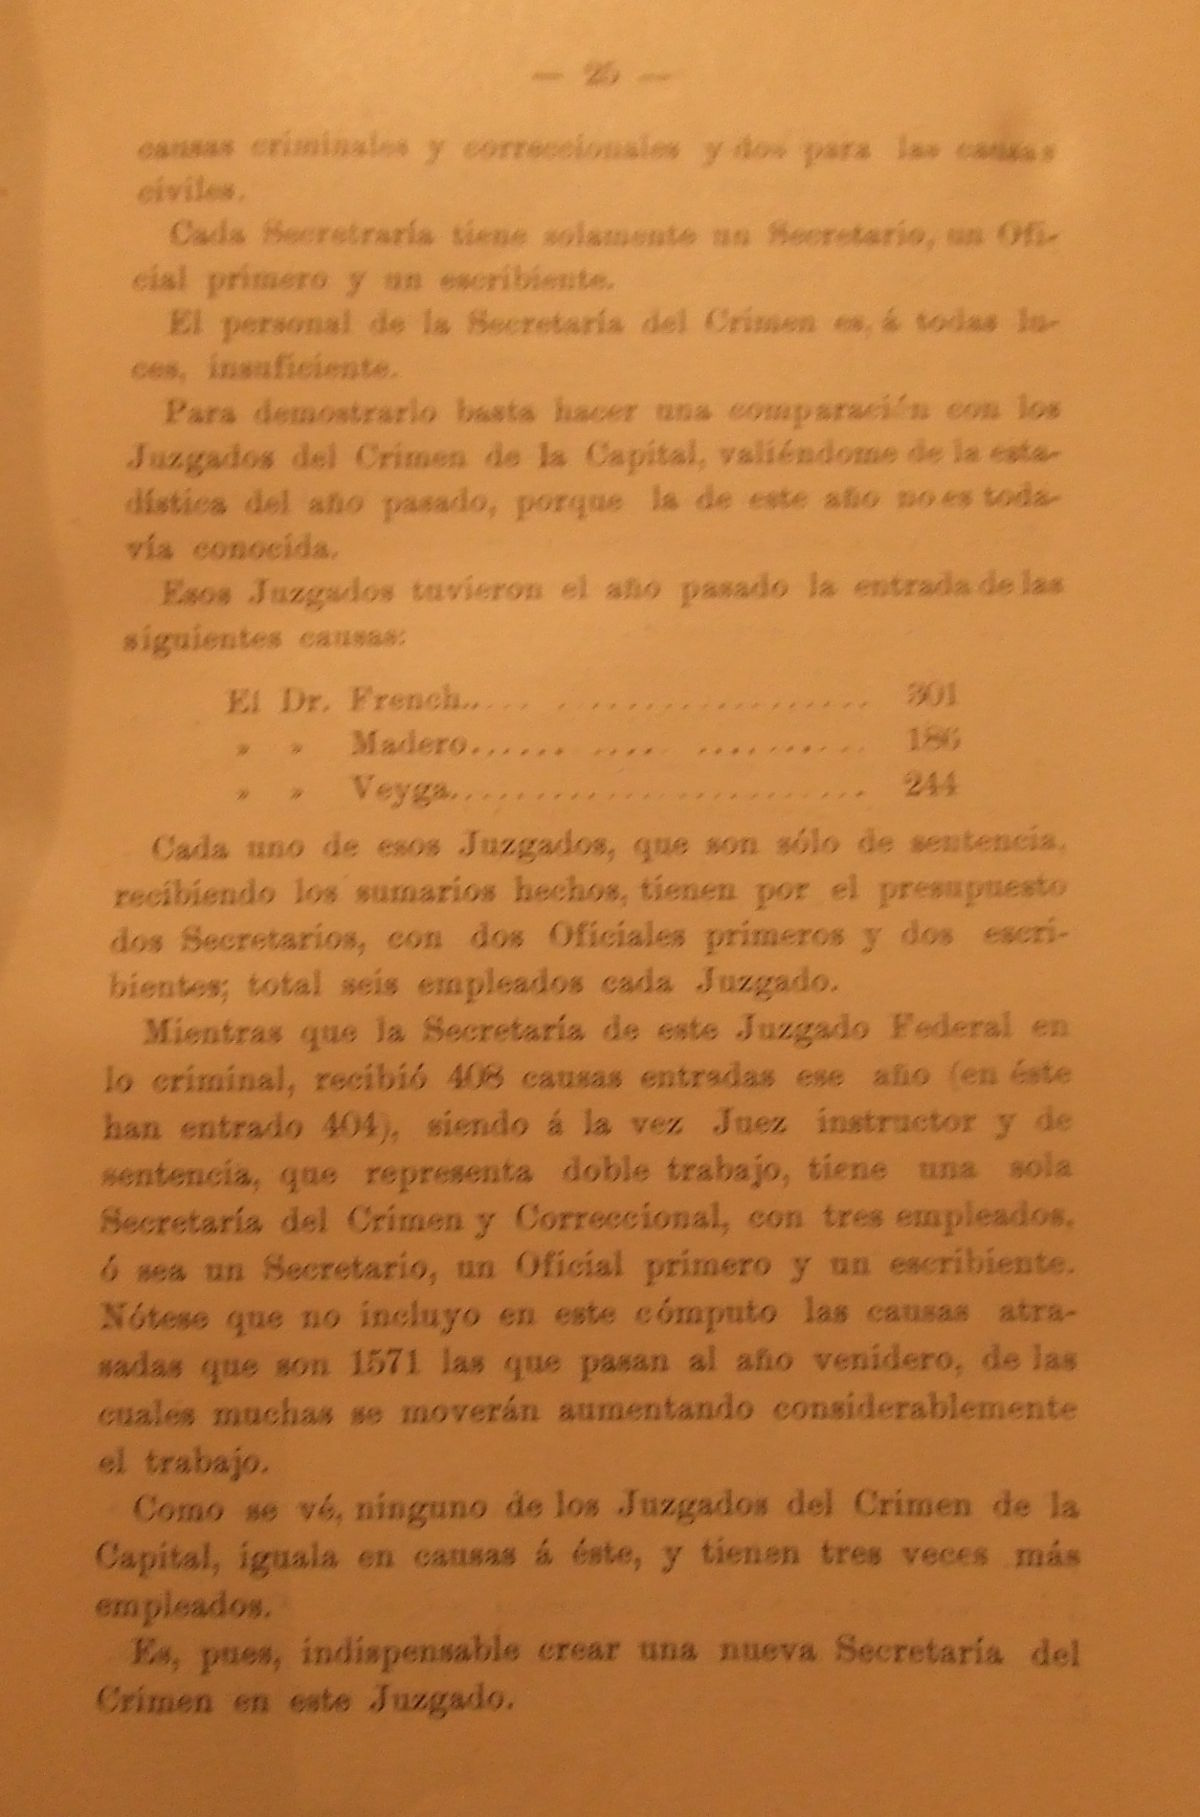 — 25 —
causas criminales y correccionales y dos para las causas
civiles.
Cada Secretraría tiene solamente un Secretario, un Ofi-
cial primero y un escribiente.
El personal de la Secretaría del Crimen es, á todas lu-
ces, insuficiente.
Para demostrarlo basta hacer una comparación con los
Juzgados del Crimen de la Capital, valiéndome de la esta-
dística del año pasado, porque la de este año no es toda-
vía conocida.
Esos Juzgados tuvieron el año pasado la entrada de las
siguientes causas:
El Dr. French..... .................. 301
» » Madero...... .... .......... 186
» » Veyga.......................... 244
Cada uno de esos Juzgados, que son sólo de sentencia,
recibiendo los sumarios hechos, tienen por el presupuesto
dos Secretarios, con dos Oficiales primeros y dos escri-
bientes; total seis empleados cada Juzgado.
Mientras que la Secretaría de este Juzgado Federal en
lo criminal, recibió 408 causas entradas ese año (en éste
han entrado 404), siendo á la vez Juez instructor y de
sentencia, que representa doble trabajo, tiene una sola
Secretaría del Crimen y Correccional, con tres empleados,
ó sea un Secretario, un Oficial primero y un escribiente.
Nótese que no incluyo en este cómputo las causas atra-
sadas que son 1571 las que pasan al año venidero, de las
cuales muchas se moverán aumentando considerablemente
el trabajo.
Como se vé, ninguno de los Juzgados del Crimen de la
Capital, iguala en causas á éste, y tienen tres veces más
empleados.
Es, pues, indispensable crear una nueva Secretaría del
Crimen en este Juzgado.